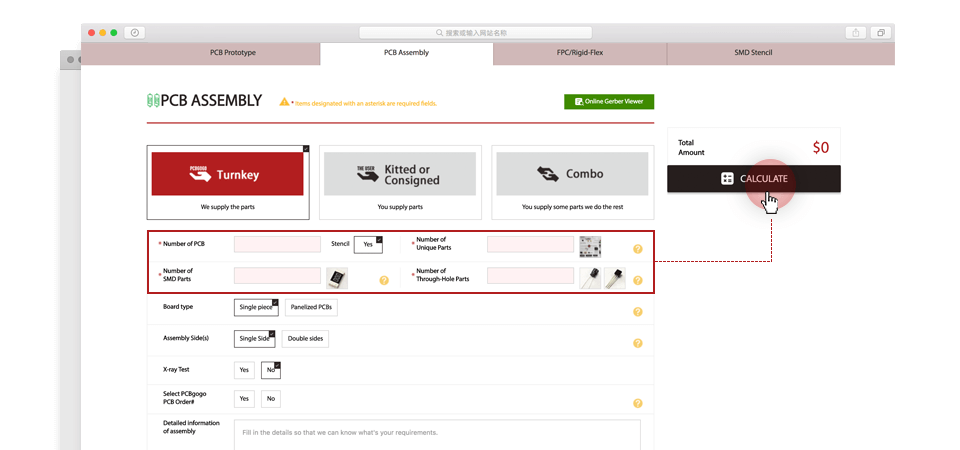 搜索或输入网站名称
PCB Prototype
PCB Assembly
FPC/Rigid-Flex
SMD Stencil
PCB ASSEMBLY
* Items designated with an asterisk are required fields.
Online Gerber Viewer
Total
Amount
$0
CALCULATE
PCBGOGO
Turnkey
We supply the parts
THE USER
Kitted or
Consigned
You supply parts
Combo
You supply some parts we do the rest
* Number of PCB
Stencil
Yes
* Number of
Unique Parts
?
* Number of
SMD Parts
?
* Number of
Through-Hole Parts
?
Board type
Single piece
Panelized PCBs
?
Assembly Side(s)
Single Side
Double sides
?
X-ray Test
Yes
No
Select PCBgogo
PCB Order#
Yes
No
?
Detailed information
of assembly
Fill in the details so that we can know what's your requirements.